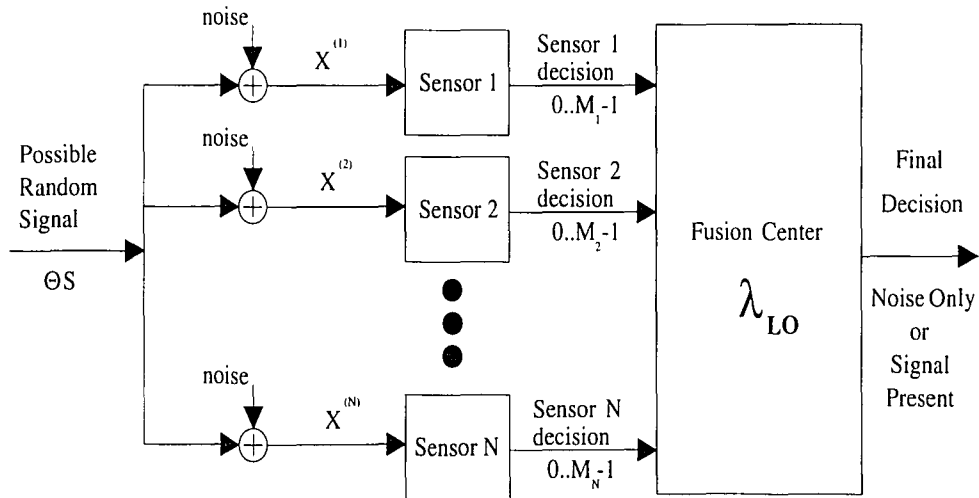 Possible
Random
Signal
ΘS
noise
X^(1)
Sensor 1
Sensor 1
decision
0..M_1-1
noise
X^(2)
Sensor 2
Sensor 2
decision
0..M_2-1
noise
X^(N)
Sensor N
Sensor N
decision
0..M_N-1
Fusion Center
λ_LO
Final
Decision
Noise Only
or
Signal
Present